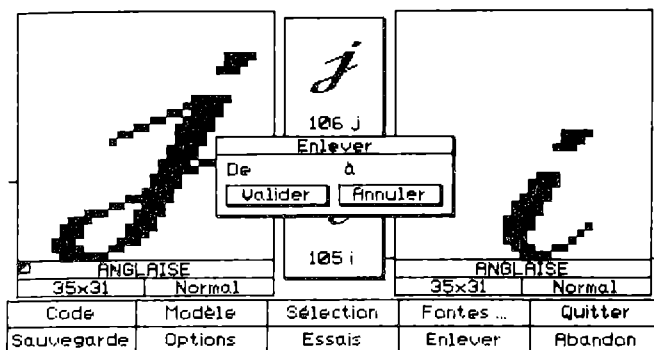 j
106 j
Enlever
De à
Valider Annuler
i
105 i
ANGLAISE
35x31 Normal
ANGLAISE
35x31 Normal
Code Modèle Sélection Fontes ... Quitter
Sauvegarde Options Essais Enlever Abandon